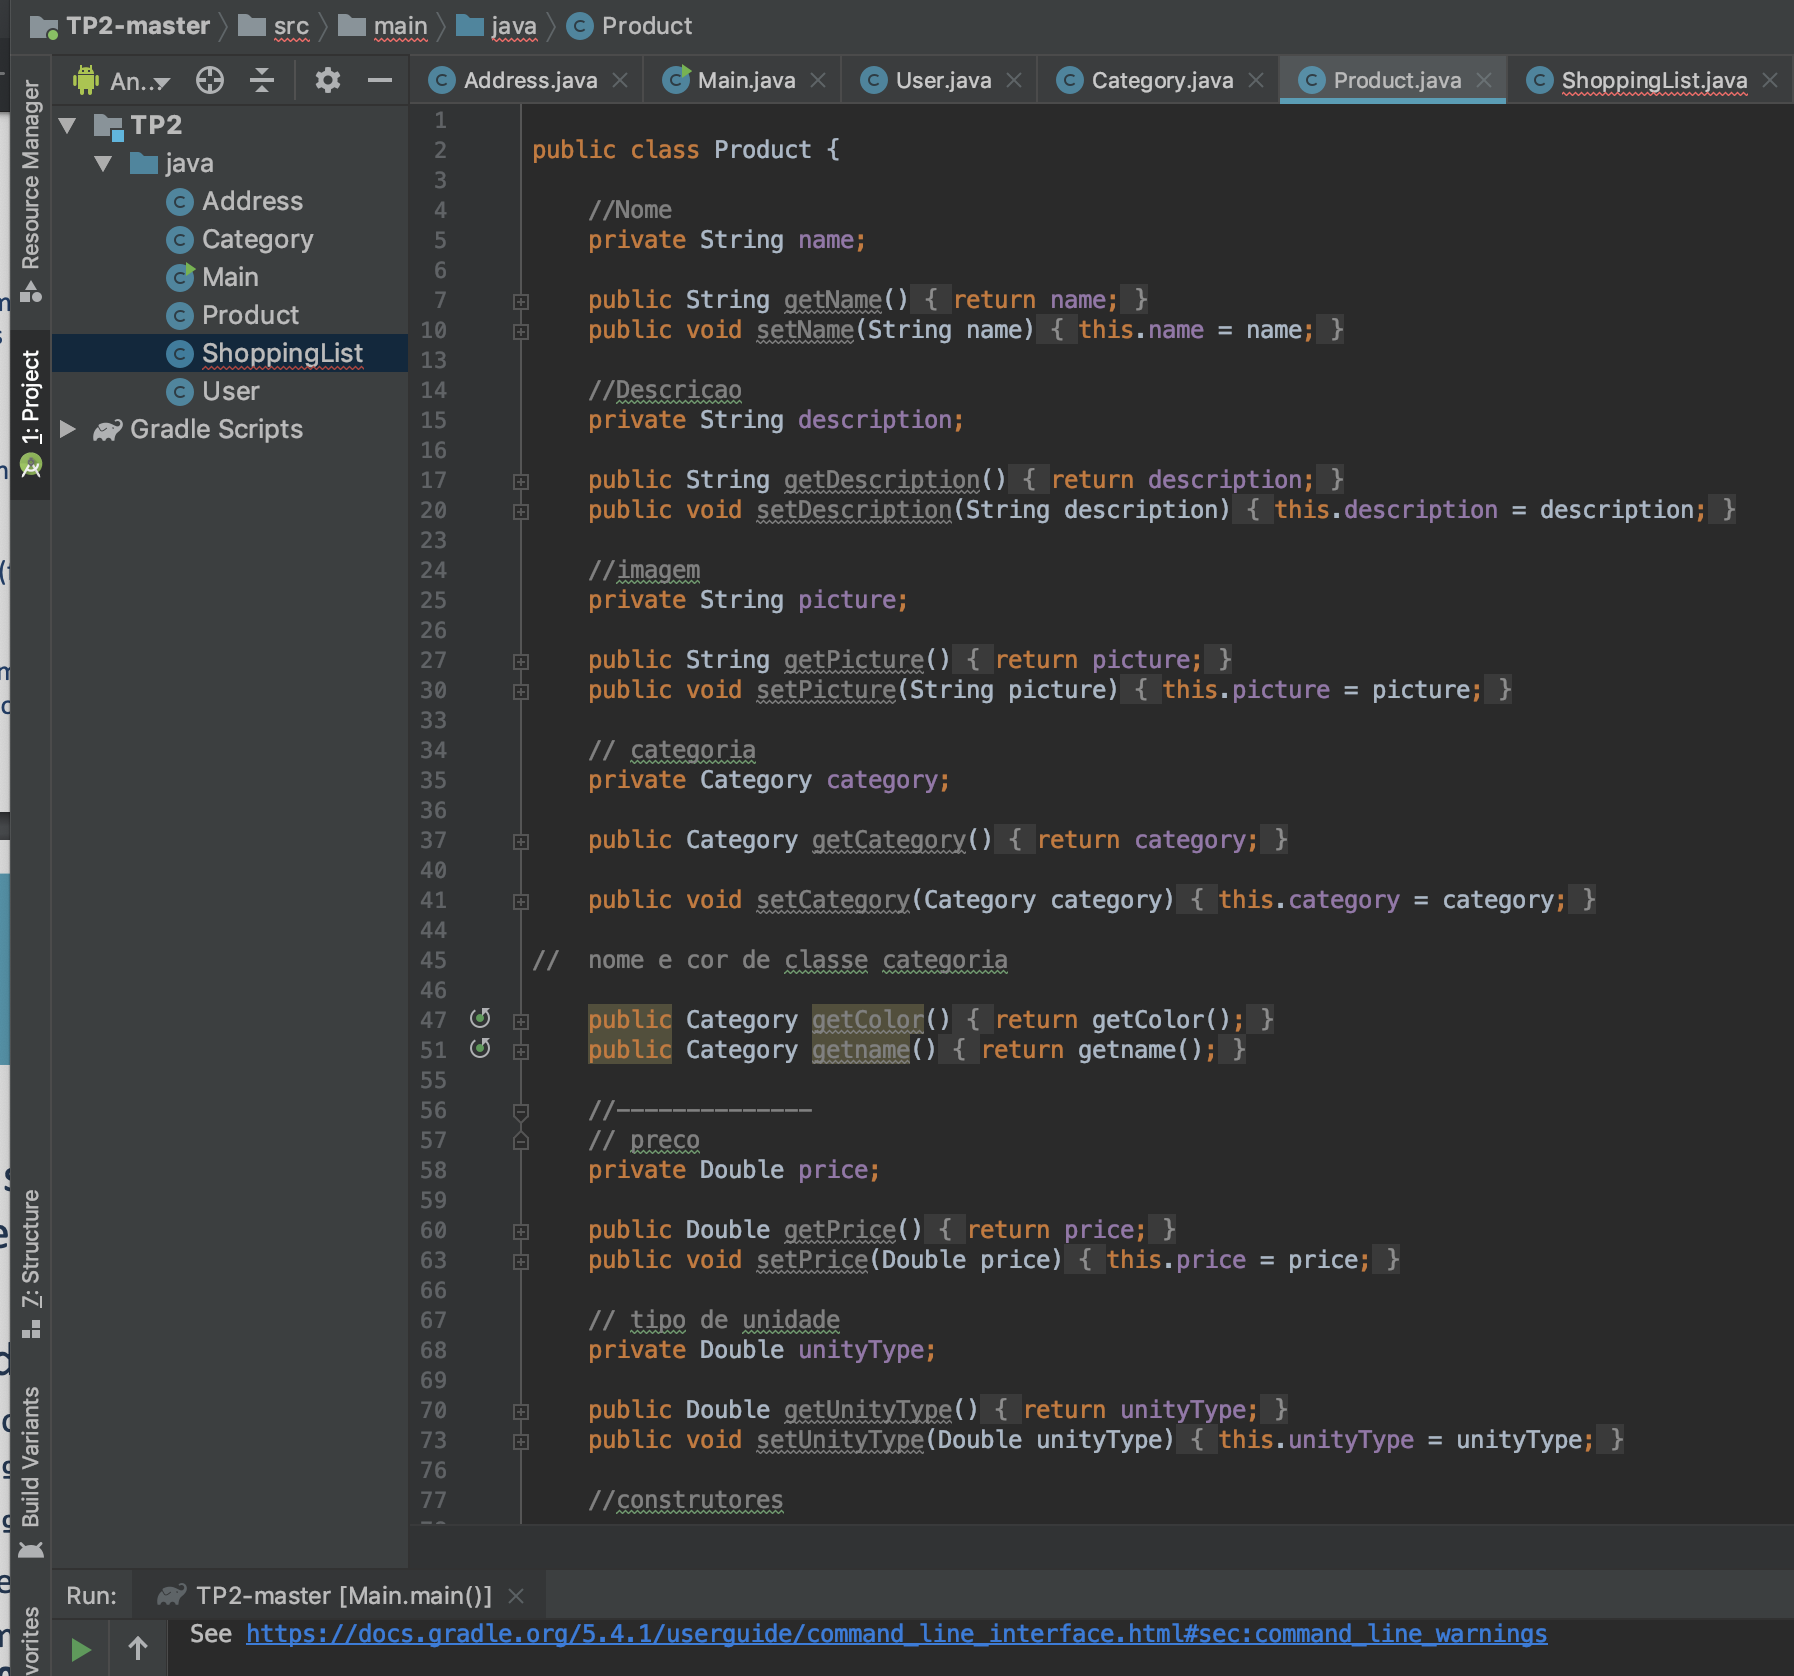 TP2-master src main java Product
An... Address.java Main.java User.java Category.java Product.java ShoppingList.java
Resource Manager
1: Project
7: Structure
Build Variants
TP2
java
Address
Category
Main
Product
ShoppingList
User
Gradle Scripts
1
2 public class Product {
3
4 //Nome
5 private String name;
6
7 public String getName() { return name; }
10 public void setName(String name) { this.name = name; }
13
14 //Descricao
15 private String description;
16
17 public String getDescription() { return description; }
20 public void setDescription(String description) { this.description = description; }
23
24 //imagem
25 private String picture;
26
27 public String getPicture() { return picture; }
30 public void setPicture(String picture) { this.picture = picture; }
33
34 // categoria
35 private Category category;
36
37 public Category getCategory() { return category; }
40
41 public void setCategory(Category category) { this.category = category; }
44
45 //  nome e cor de classe categoria
46
47 public Category getColor() { return getColor(); }
51 public Category getname() { return getname(); }
55
56 //--------------
57 // preco
58 private Double price;
59
60 public Double getPrice() { return price; }
63 public void setPrice(Double price) { this.price = price; }
66
67 // tipo de unidade
68 private Double unityType;
69
70 public Double getUnityType() { return unityType; }
73 public void setUnityType(Double unityType) { this.unityType = unityType; }
76
77 //construtores
Run: TP2-master [Main.main()]
See https://docs.gradle.org/5.4.1/userguide/command_line_interface.html#sec:command_line_warnings